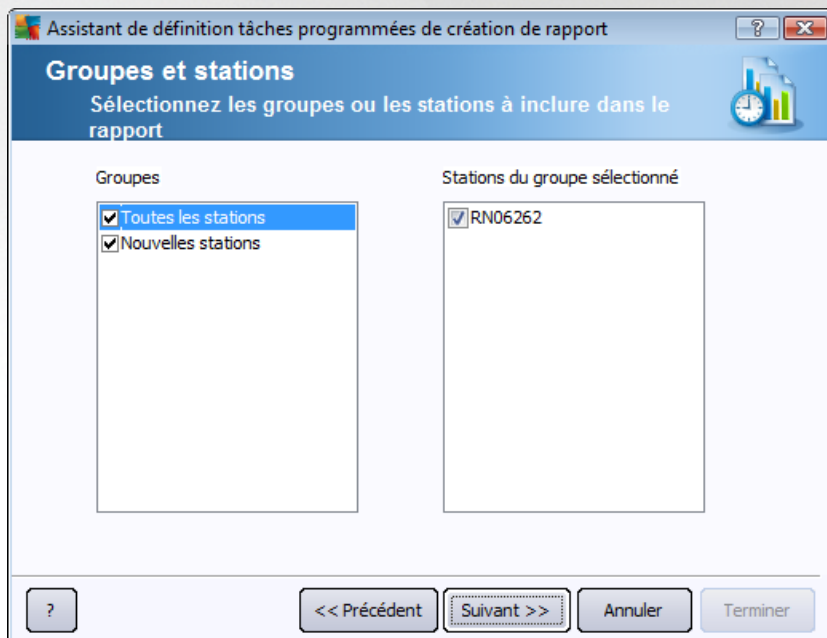 Assistant de définition tâches programmées de création de rapport
?
Groupes et stations
Sélectionnez les groupes ou les stations à inclure dans le
rapport
Groupes
Stations du groupe sélectionné
Toutes les stations
Nouvelles stations
RN06262
?
<< Précédent
Suivant >>
Annuler
Terminer